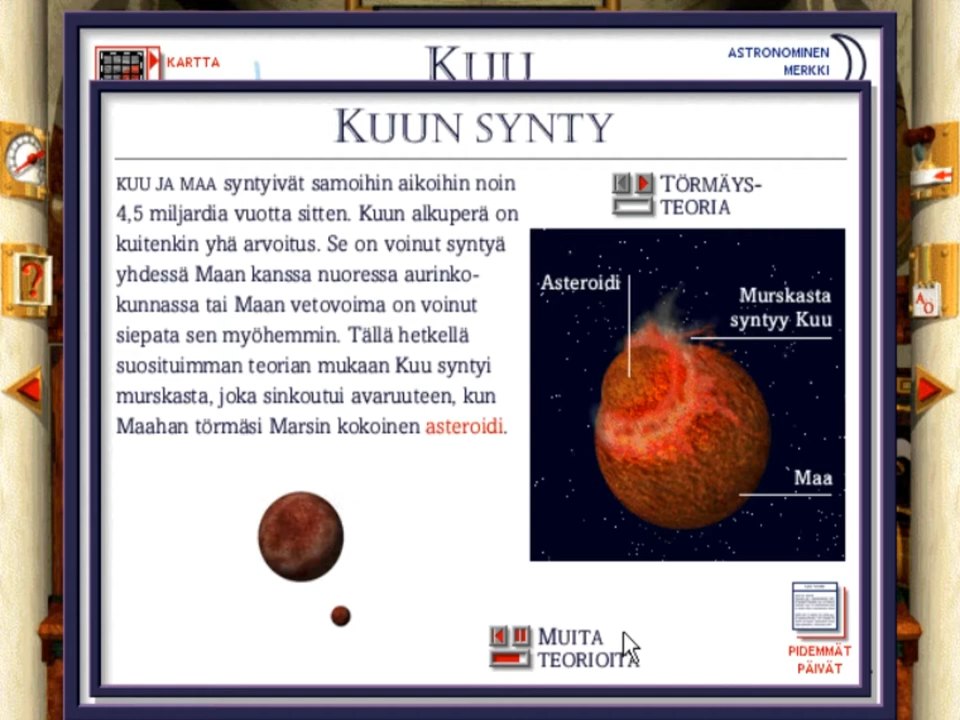 KARTTA
KUU
ASTRONOMINEN
MERKKI
KUUN SYNTY
KUU JA MAA syntyivät samoihin aikoihin noin
4,5 miljardia vuotta sitten. Kuun alkuperä on
kuitenkin yhä arvoitus. Se on voinut syntyä
yhdessä Maan kanssa nuoressa aurinko-
kunnassa tai Maan vetovoima on voinut
siepata sen myöhemmin. Tällä hetkellä
suosituimman teorian mukaan Kuu syntyi
murskasta, joka sinkoutui avaruuteen, kun
Maahan törmäsi Marsin kokoinen asteroidi.
TÖRMÄYS-
TEORIA
Asteroidi
Murskasta
syntyy Kuu
Maa
MUITA
TEORIOITA
PIDEMMÄT
PÄIVÄT
?
A
O